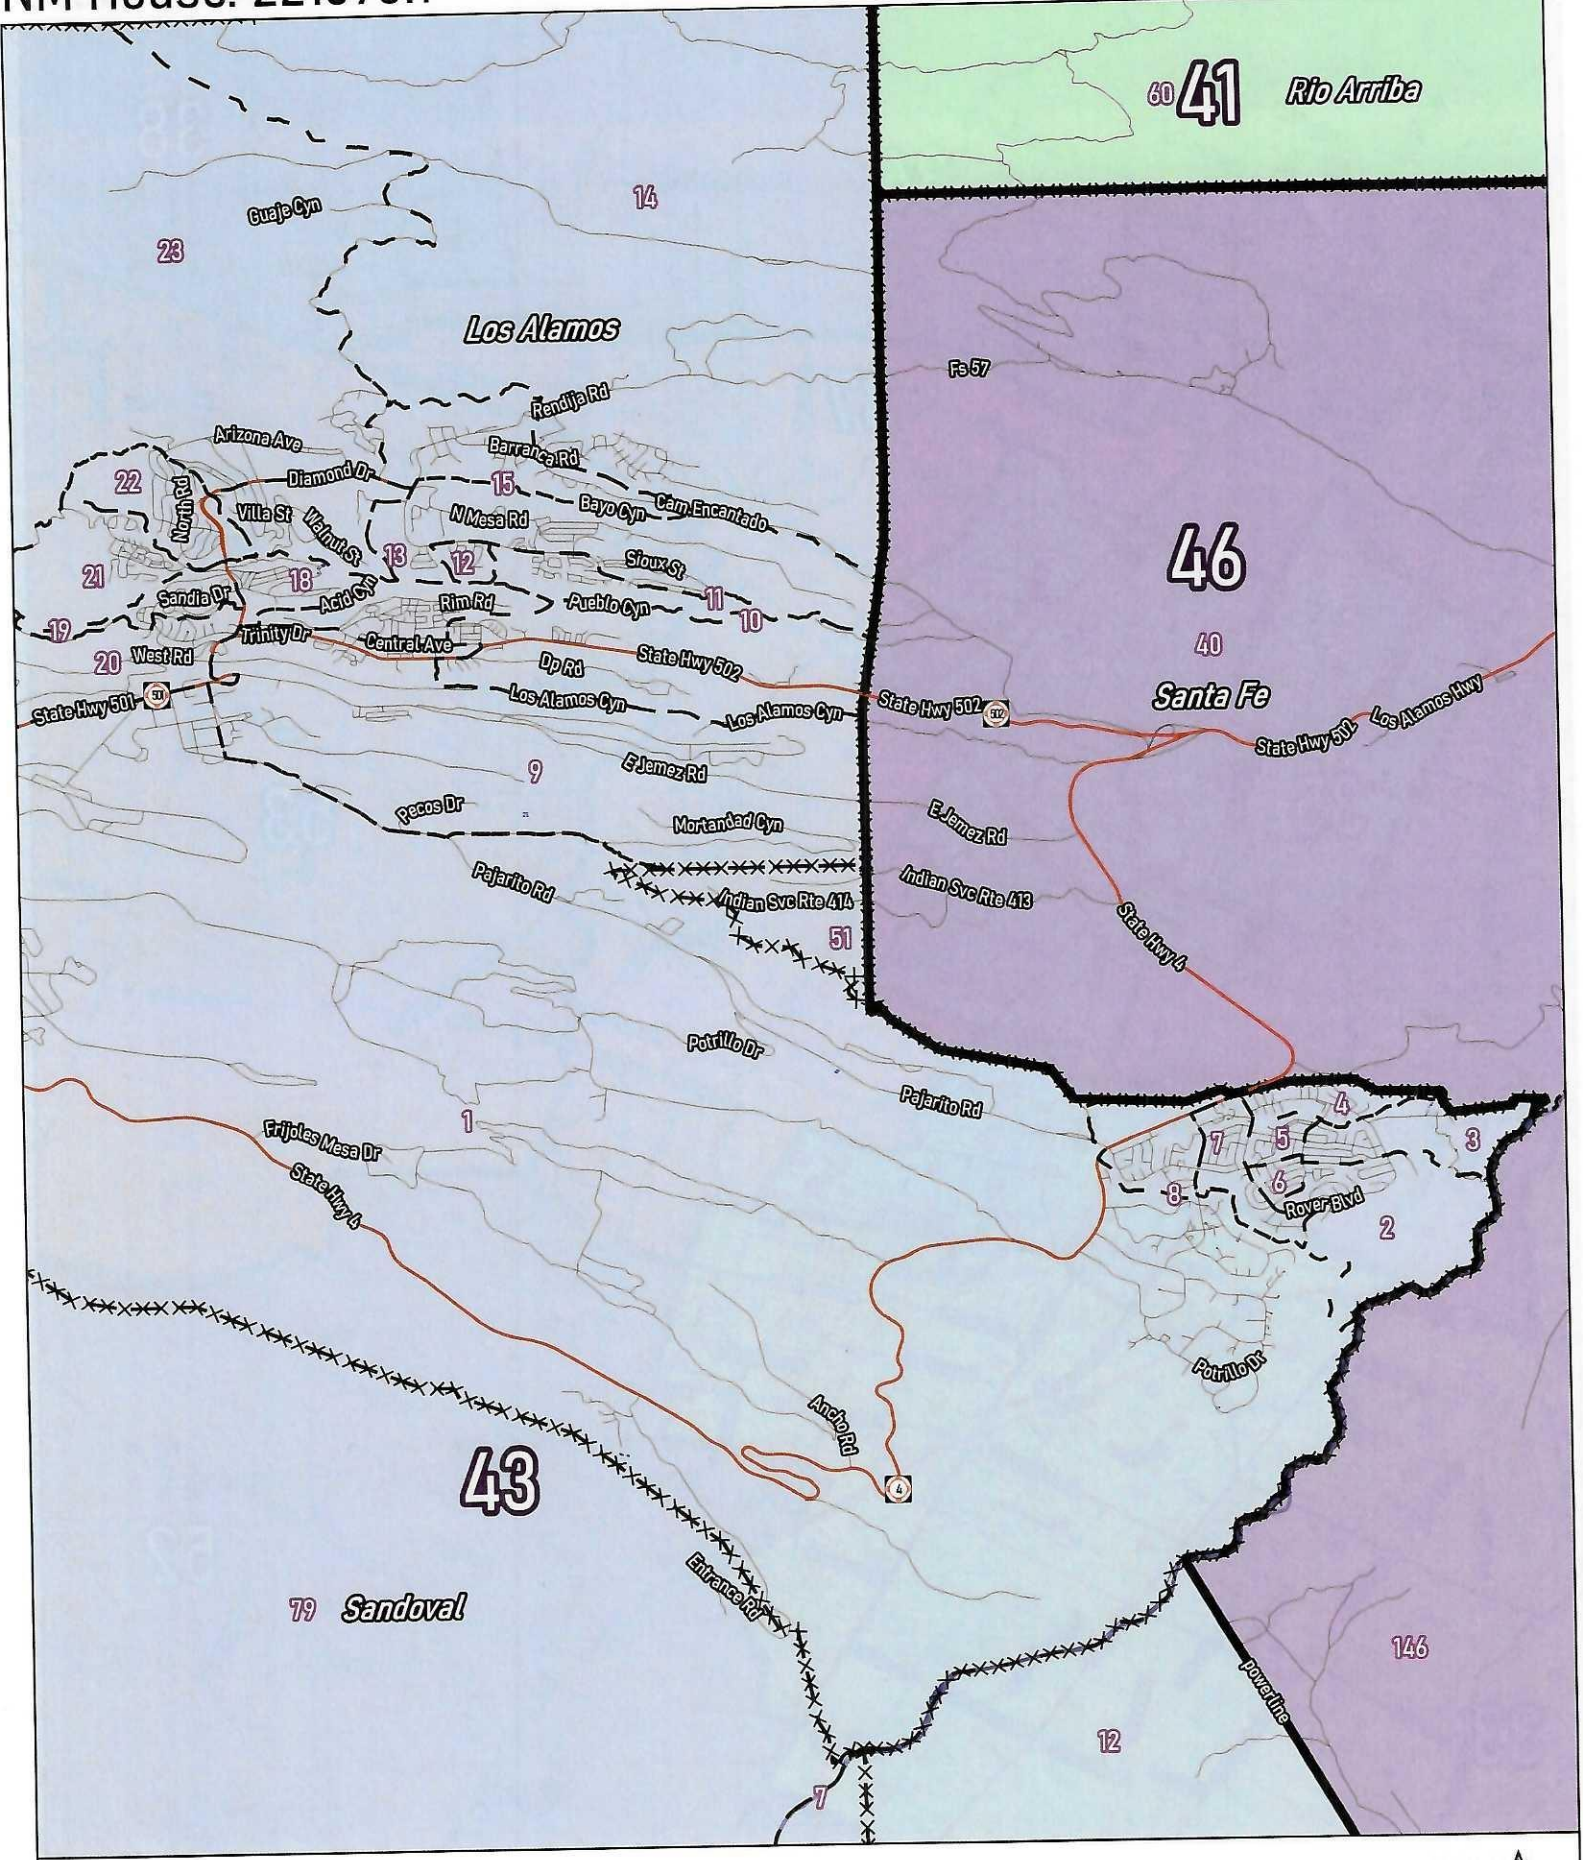 60
41
Rio Arriba
14
Guaje Cyn
23
Los Alamos
Fs 57
Rendija Rd
Arizona Ave
Barranca Rd
22
Diamond Dr
15
North Rd
Villa St
Walnut St
N Mesa Rd
Bayo Cyn
Cam.Encantado
46
13
12
Sioux St
21
18
Sandia Dr
Acid Cyn
Rim Rd
Pueblo Cyn
11
10
19
Trinity Dr
Central Ave
40
20
West Rd
Dp Rd
State Hwy 502
Santa Fe
State Hwy 501
501
Los Alamos Cyn
Los Alamos Cyn
State Hwy 502
502
State Hwy 502
Los Alamos Hwy
9
E Jemez Rd
Pecos Dr
21
Mortandad Cyn
E Jemez Rd
Pajarito Rd
Indian Svc Rte 414
Indian Svc Rte 413
51
State Hwy 4
Potrillo Dr
Pajarito Rd
1
4
7
5
3
Frijoles Mesa Dr
State Hwy 4
8
6
Rover Blvd
2
Potrillo Dr
Ancho Rd
43
4
Entrance Rd
79
Sandoval
146
powerline
12
7